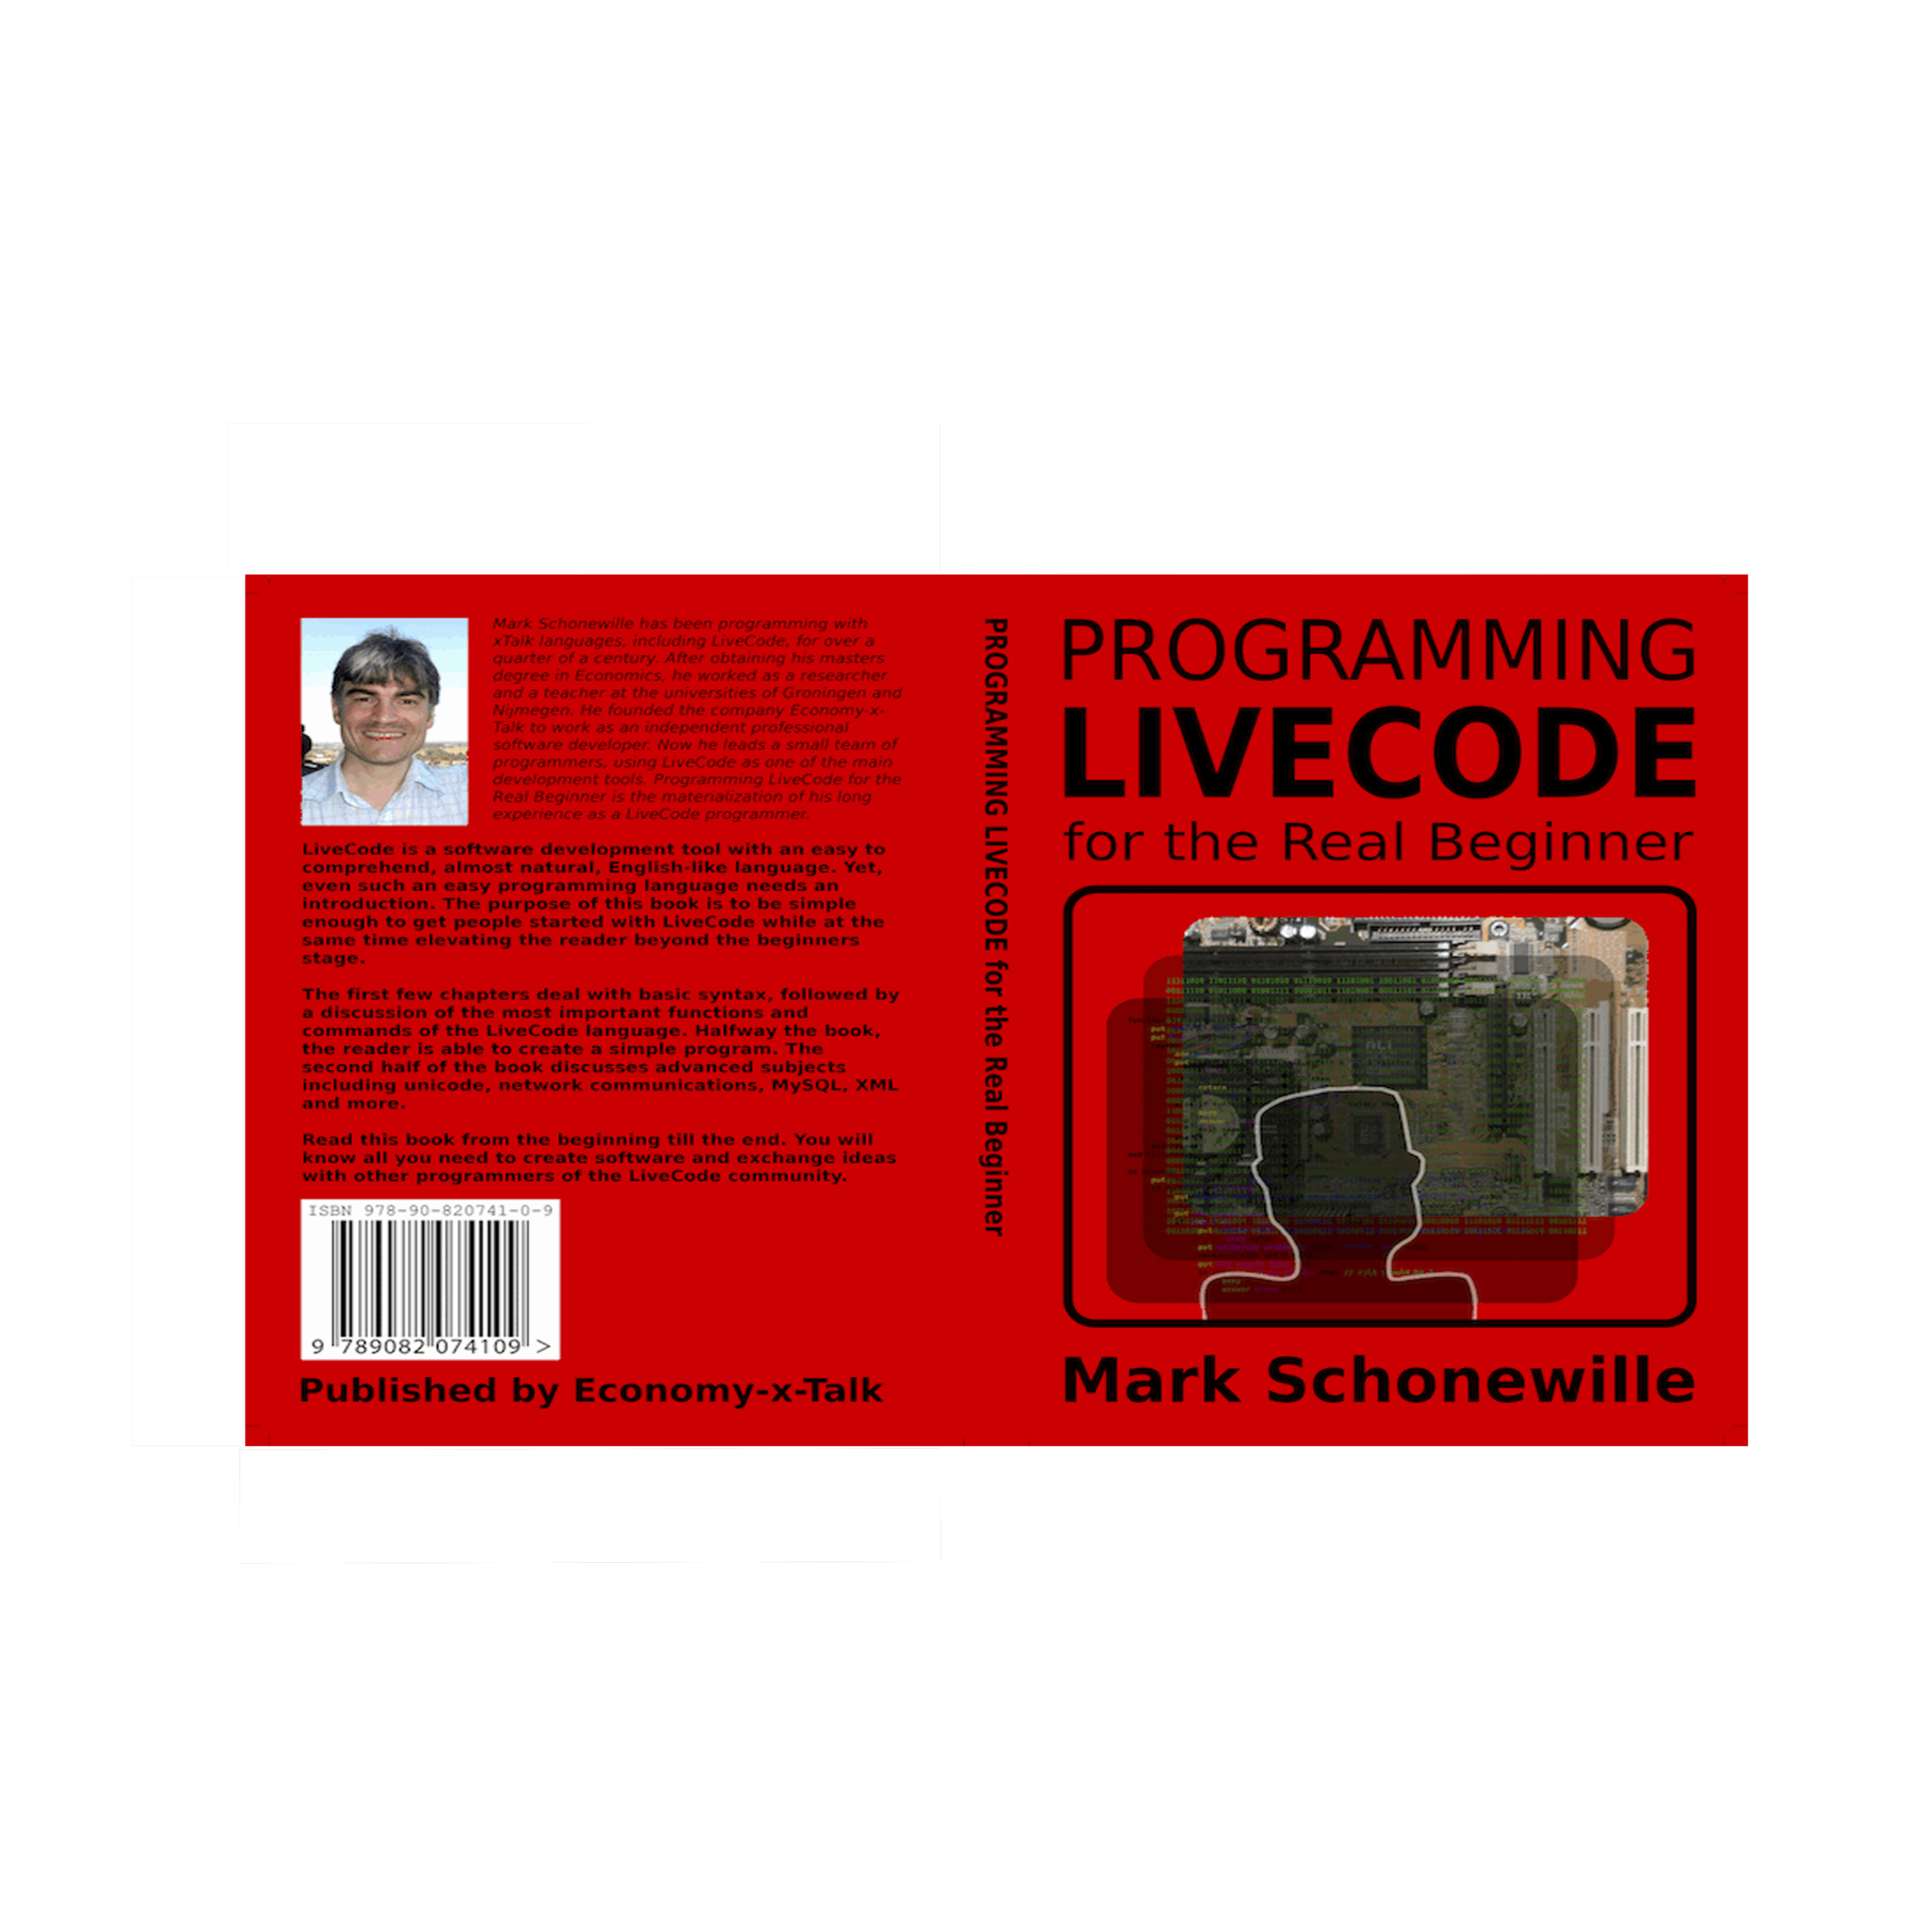 Mark Schonewille has been programming with
xTalk languages, including LiveCode, for over a
quarter of a century. After obtaining his masters
degree in Economics, he worked as a researcher
and a teacher at the universities of Groningen and
Nijmegen. He founded the company Economy-x-
Talk to work as an independent professional
software developer. Now he leads a small team of
programmers, using LiveCode as one of the main
development tools. Programming LiveCode for the
Real Beginner is the materialization of his long
experience as a LiveCode programmer.
LiveCode is a software development tool with an easy to
comprehend, almost natural, English-like language. Yet,
even such an easy programming language needs an
introduction. The purpose of this book is to be simple
enough to get people started with LiveCode while at the
same time elevating the reader beyond the beginners
stage.
The first few chapters deal with basic syntax, followed by
a discussion of the most important functions and
commands of the LiveCode language. Halfway the book,
the reader is able to create a simple program. The
second half of the book discusses advanced subjects
including unicode, network communications, MySQL, XML
and more.
Read this book from the beginning till the end. You will
know all you need to create software and exchange ideas
with other programmers of the LiveCode community.
ISBN 978-90-820741-0-9
9 789082 074109 >
Published by Economy-x-Talk
PROGRAMMING LIVECODE for the Real Beginner
PROGRAMMING
LIVECODE
for the Real Beginner
Mark Schonewille